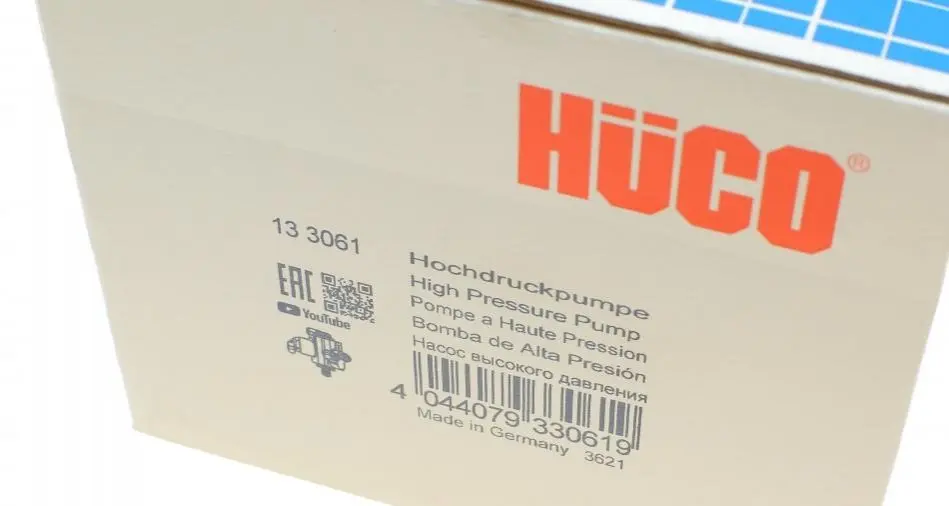 HÜCO®
13 3061
EAC
YouTube
Hochdruckpumpe
High Pressure Pump
Pompe a Haute Pression
Bomba de Alta Presión
Насос высокого давления
4 044079 330619
Made in Germany 3621